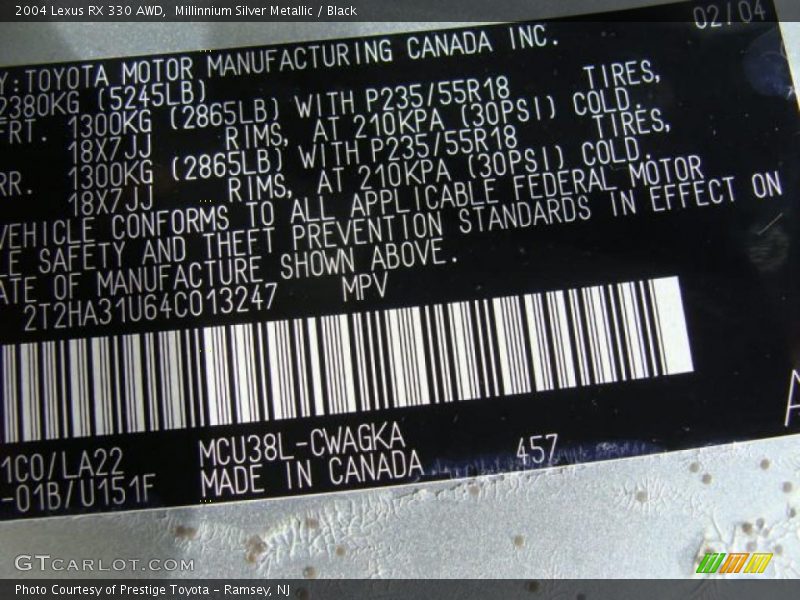 2004 Lexus RX 330 AWD,  Millinnium Silver Metallic / Black
02/04
Y:TOYOTA MOTOR MANUFACTURING CANADA INC.
2380KG (5245LB)
FRT. 1300KG (2865LB) WITH P235/55R18 TIRES,
18X7JJ RIMS, AT 210KPA (30PSI) COLD.
RR. 1300KG (2865LB) WITH P235/55R18 TIRES,
18X7JJ RIMS, AT 210KPA (30PSI) COLD.
VEHICLE CONFORMS TO ALL APPLICABLE FEDERAL MOTOR
LE SAFETY AND THEFT PREVENTION STANDARDS IN EFFECT ON
ATE OF MANUFACTURE SHOWN ABOVE.
2T2HA31U64C013247 MPV
1C0/LA22 MCU38L-CWAGKA 457
-01B/U151F MADE IN CANADA
A
GTCARLOT.COM
Photo Courtesy of Prestige Toyota - Ramsey, NJ